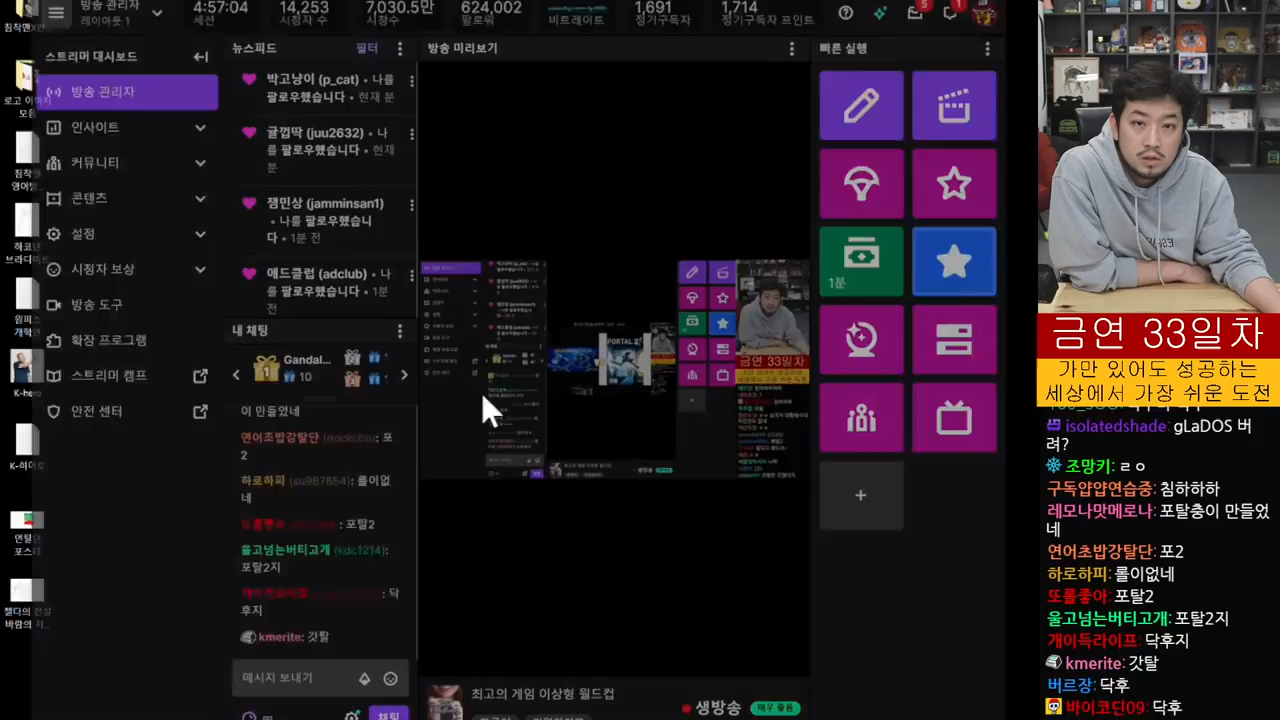 방송 관리자
레이아웃 1
4:57:04
세션
14,253
시청자 수
7,030.5만
시청수
624,002
팔로워
비트레이트
1,691
정기구독자
1,714
정기구독자 포인트
5
1
스트리머 대시보드
방송 관리자
인사이트
커뮤니티
콘텐츠
설정
시청자 보상
방송 도구
확장 프로그램
스트리머 캠프
안전 센터
뉴스피드
필터
박고냥이 (p_cat) • 나를
팔로우했습니다 • 현재 분
귤껍딱 (juu2632) • 나
를 팔로우했습니다 • 현재
분
잼민상 (jamminsan1)
• 나를 팔로우했습니
다 • 1분 전
애드클럽 (adclub) • 나
를 팔로우했습니다 • 1분
전
내 채팅
1
Gandal...
10
2
3
이 만들었네
연어초밥강탈단
: 포
2
하로하피 (su987654): 롤이없
네
: 포탈2
울고넘는버티고개 (kdc1214):
포탈2지
: 닥
후지
kmerite: 갓탈
메시지 보내기
채팅
방송 미리보기
PORTAL 2
최고의 게임 이상형 월드컵
생방송
매우 좋음
빠른 실행
1분
+
금연 33일차
가만 있어도 성공하는
세상에서 가장 쉬운 도전
isolatedshade: gLaDOS 버
려?
조망키: ㄹㅇ
구독얍얍연습중: 침하하하
레모나맛메로나: 포탈충이 만들었
네
연어초밥강탈단: 포2
하로하피: 롤이없네
또롤좋아: 포탈2
울고넘는버티고개: 포탈2지
개이득라이프: 닥후지
kmerite: 갓탈
버르장: 닥후
바이코딘09: 닥후